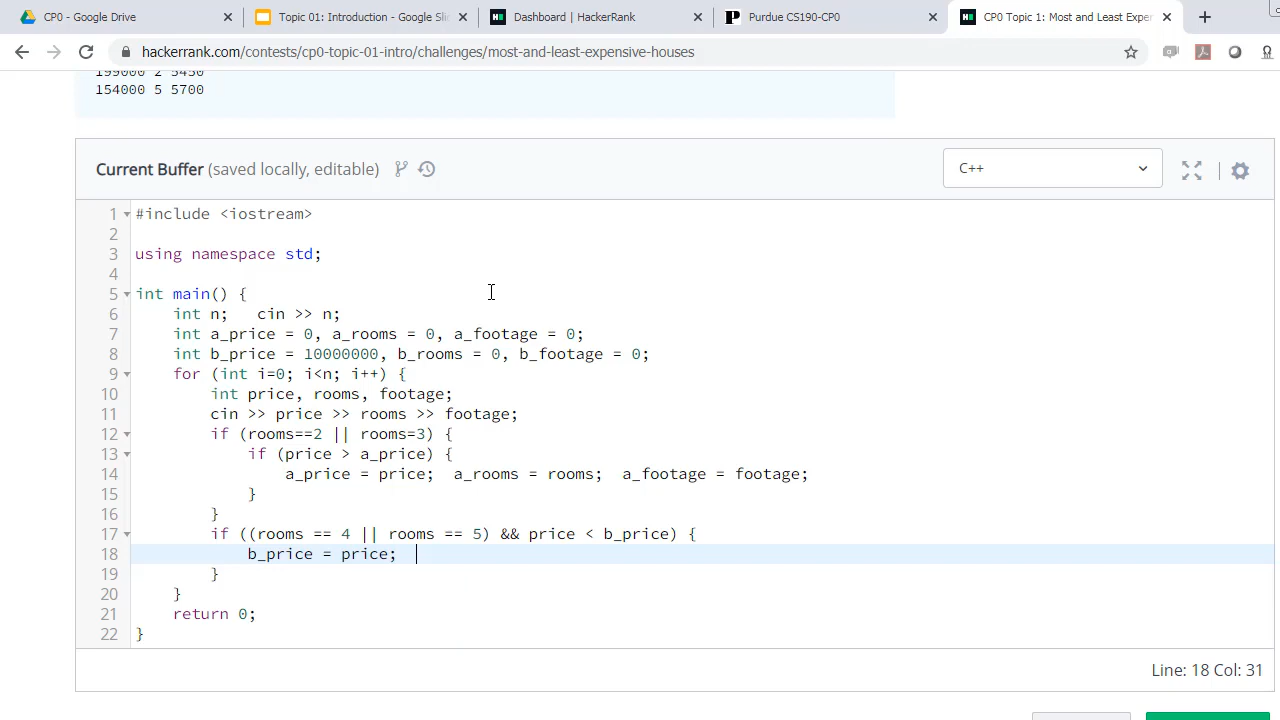 CP0 - Google Drive
Topic 01: Introduction - Google Sli
Dashboard | HackerRank
Purdue CS190-CP0
CP0 Topic 1: Most and Least Exper
hackerrank.com/contests/cp0-topic-01-intro/challenges/most-and-least-expensive-houses
199000 2 5450
154000 5 5700
Current Buffer (saved locally, editable)
C++
1 #include <iostream>
2
3 using namespace std;
4
5 int main() {
6 int n;   cin >> n;
7 int a_price = 0, a_rooms = 0, a_footage = 0;
8 int b_price = 10000000, b_rooms = 0, b_footage = 0;
9 for (int i=0; i<n; i++) {
10 int price, rooms, footage;
11 cin >> price >> rooms >> footage;
12 if (rooms==2 || rooms=3) {
13 if (price > a_price) {
14 a_price = price;  a_rooms = rooms;  a_footage = footage;
15 }
16 }
17 if ((rooms == 4 || rooms == 5) && price < b_price) {
18 b_price = price;
19 }
20 }
21 return 0;
22 }
Line: 18 Col: 31